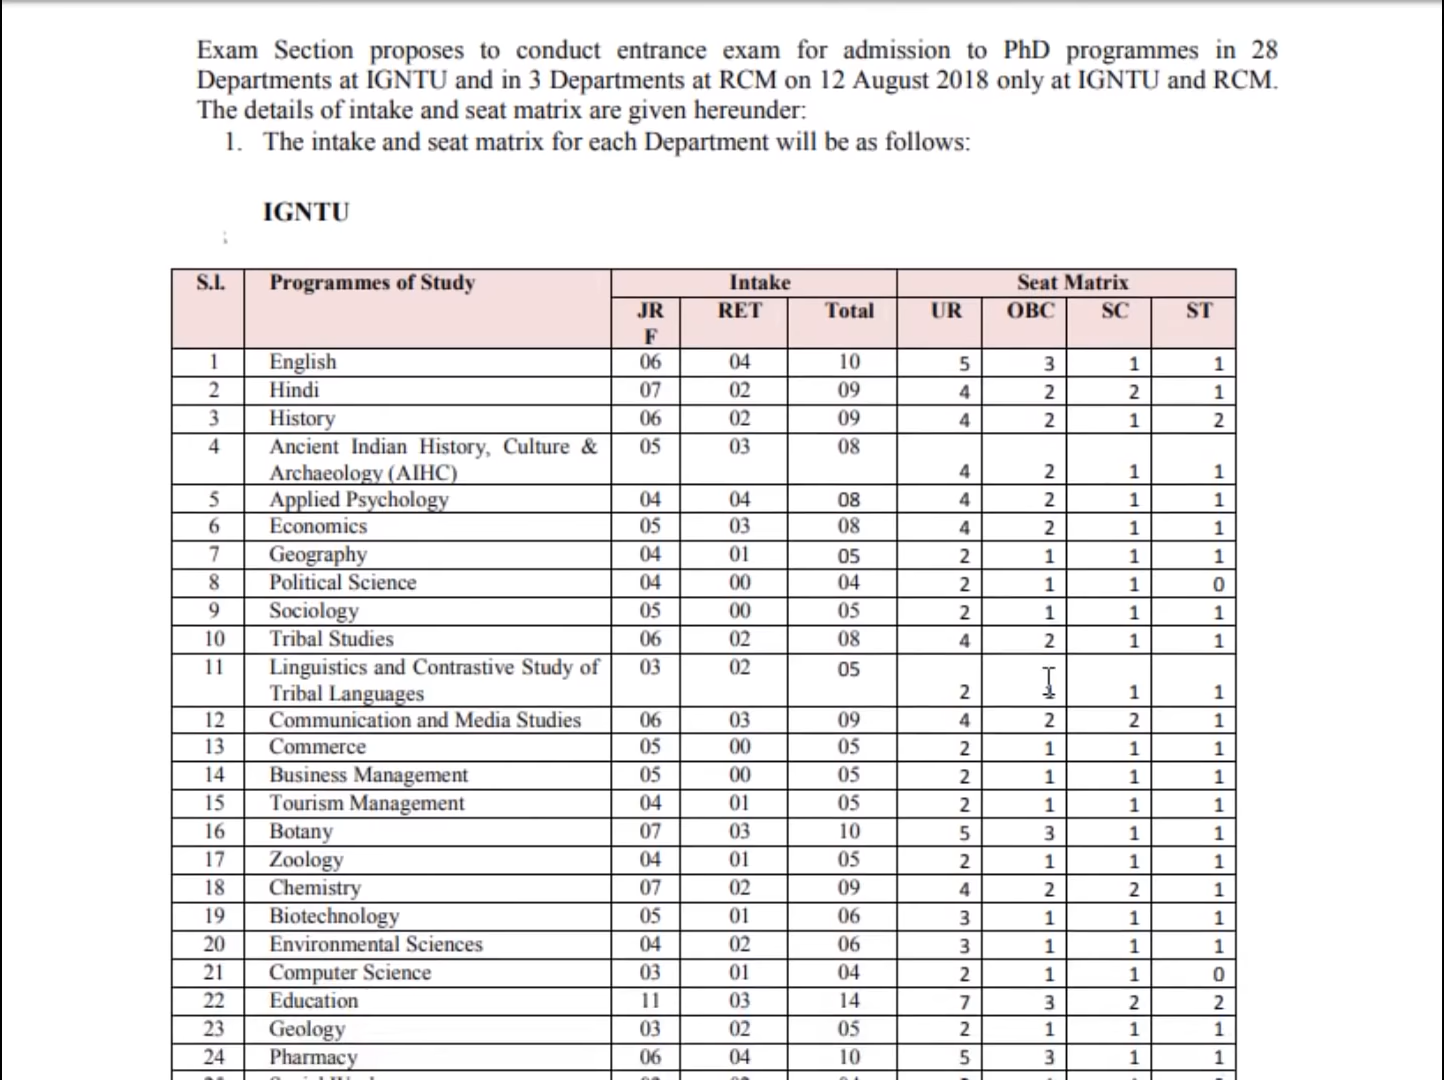 Exam Section proposes to conduct entrance exam for admission to PhD programmes in 28
Departments at IGNTU and in 3 Departments at RCM on 12 August 2018 only at IGNTU and RCM.
The details of intake and seat matrix are given hereunder:
1. The intake and seat matrix for each Department will be as follows:
IGNTU
S.l. Programmes of Study Intake Seat Matrix
JR RET Total UR OBC SC ST
F
1 English 06 04 10 5 3 1 1
2 Hindi 07 02 09 4 2 2 1
3 History 06 02 09 4 2 1 2
4 Ancient Indian History, Culture & 05 03 08
Archaeology (AIHC) 4 2 1 1
5 Applied Psychology 04 04 08 4 2 1 1
6 Economics 05 03 08 4 2 1 1
7 Geography 04 01 05 2 1 1 1
8 Political Science 04 00 04 2 1 1 0
9 Sociology 05 00 05 2 1 1 1
10 Tribal Studies 06 02 08 4 2 1 1
11 Linguistics and Contrastive Study of 03 02 05
Tribal Languages 2 1 1 1
12 Communication and Media Studies 06 03 09 4 2 2 1
13 Commerce 05 00 05 2 1 1 1
14 Business Management 05 00 05 2 1 1 1
15 Tourism Management 04 01 05 2 1 1 1
16 Botany 07 03 10 5 3 1 1
17 Zoology 04 01 05 2 1 1 1
18 Chemistry 07 02 09 4 2 2 1
19 Biotechnology 05 01 06 3 1 1 1
20 Environmental Sciences 04 02 06 3 1 1 1
21 Computer Science 03 01 04 2 1 1 0
22 Education 11 03 14 7 3 2 2
23 Geology 03 02 05 2 1 1 1
24 Pharmacy 06 04 10 5 3 1 1